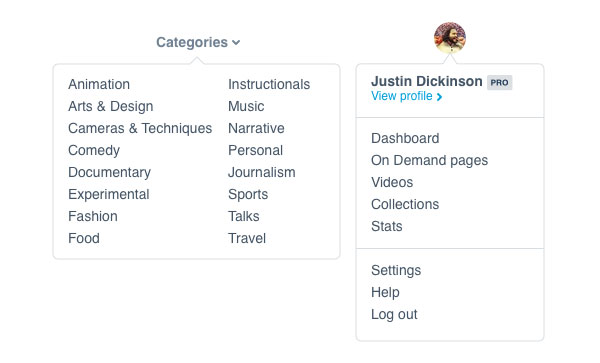 Categories
Animation
Arts & Design
Cameras & Techniques
Comedy
Documentary
Experimental
Fashion
Food
Instructionals
Music
Narrative
Personal
Journalism
Sports
Talks
Travel
Justin Dickinson PRO
View profile
Dashboard
On Demand pages
Videos
Collections
Stats
Settings
Help
Log out